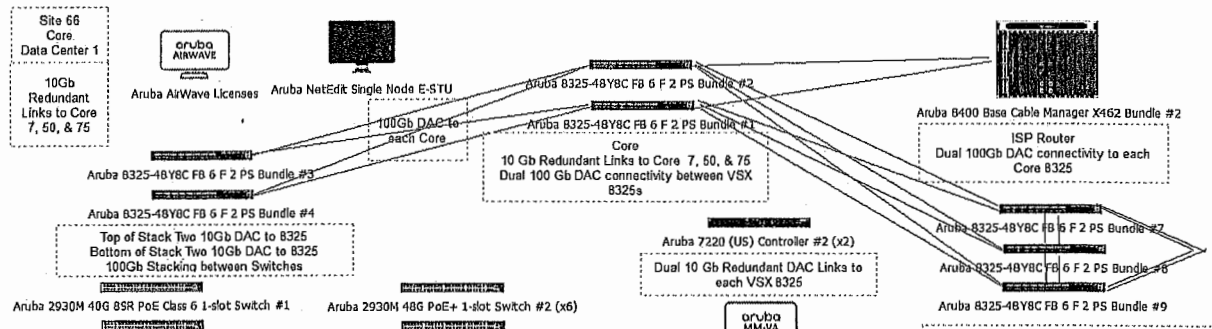 Site 66
Core
Data Center 1
10Gb
Redundant
Links to Core
7, 50, & 75
aruba
AIRWAVE
Aruba AirWave Licenses
Aruba NetEdit Single Node E-STU
100Gb DAC to
each Core
Aruba 8325-48Y8C FB 6 F 2 PS Bundle #2
Aruba 8325-48Y8C FB 6 F 2 PS Bundle #1
Core
10 Gb Redundant Links to Core 7, 50, & 75
Dual 100 Gb DAC connectivity between VSX
8325s
Aruba 8400 Base Cable Manager X462 Bundle #2
ISP Router
Dual 100Gb DAC connectivity to each
Core 8325
Aruba 8325-48Y8C FB 6 F 2 PS Bundle #3
Aruba 8325-48Y8C FB 6 F 2 PS Bundle #4
Top of Stack Two 10Gb DAC to 8325
Bottom of Stack Two 10Gb DAC to 8325
100Gb Stacking between Switches
Aruba 7220 (US) Controller #2 (x2)
Dual 10 Gb Redundant DAC Links to
each VSX 8325
Aruba 8325-48Y8C FB 6 F 2 PS Bundle #7
Aruba 8325-48Y8C FB 6 F 2 PS Bundle #8
Aruba 8325-48Y8C FB 6 F 2 PS Bundle #9
Aruba 2930M 40G 8SR PoE Class 6 1-slot Switch #1
Aruba 2930M 48G PoE+ 1-slot Switch #2 (x6)
aruba
MM-VA